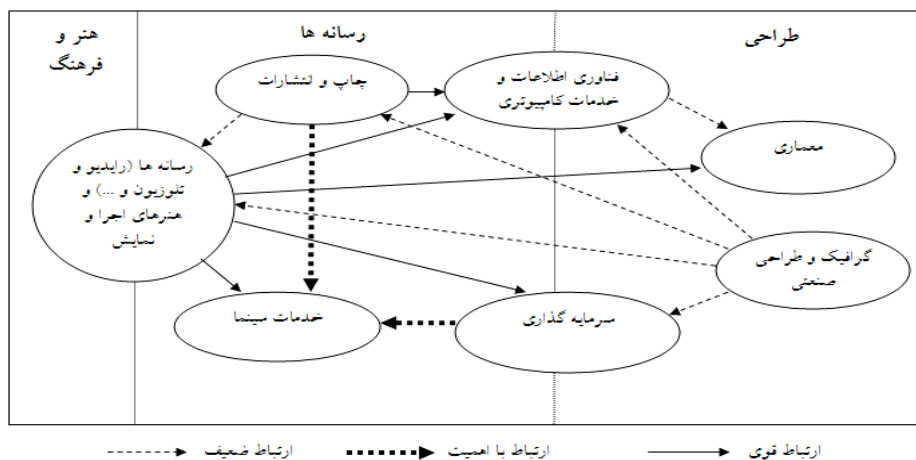 هنر و
فرهنگ
رسانه ها
طراحی
چاپ و انتشارات
فناوری اطلاعات و
خدمات کامپیوتری
معماری
رسانه ها (رایدیو و
تلوزیون و ...) و
هنرهای اجرا و
نمایش
گرافیک و طراحی
صنعتی
خدمات سینما
سرمایه گذاری
ارتباط قوی
ارتباط با اهمیت
ارتباط ضعیف